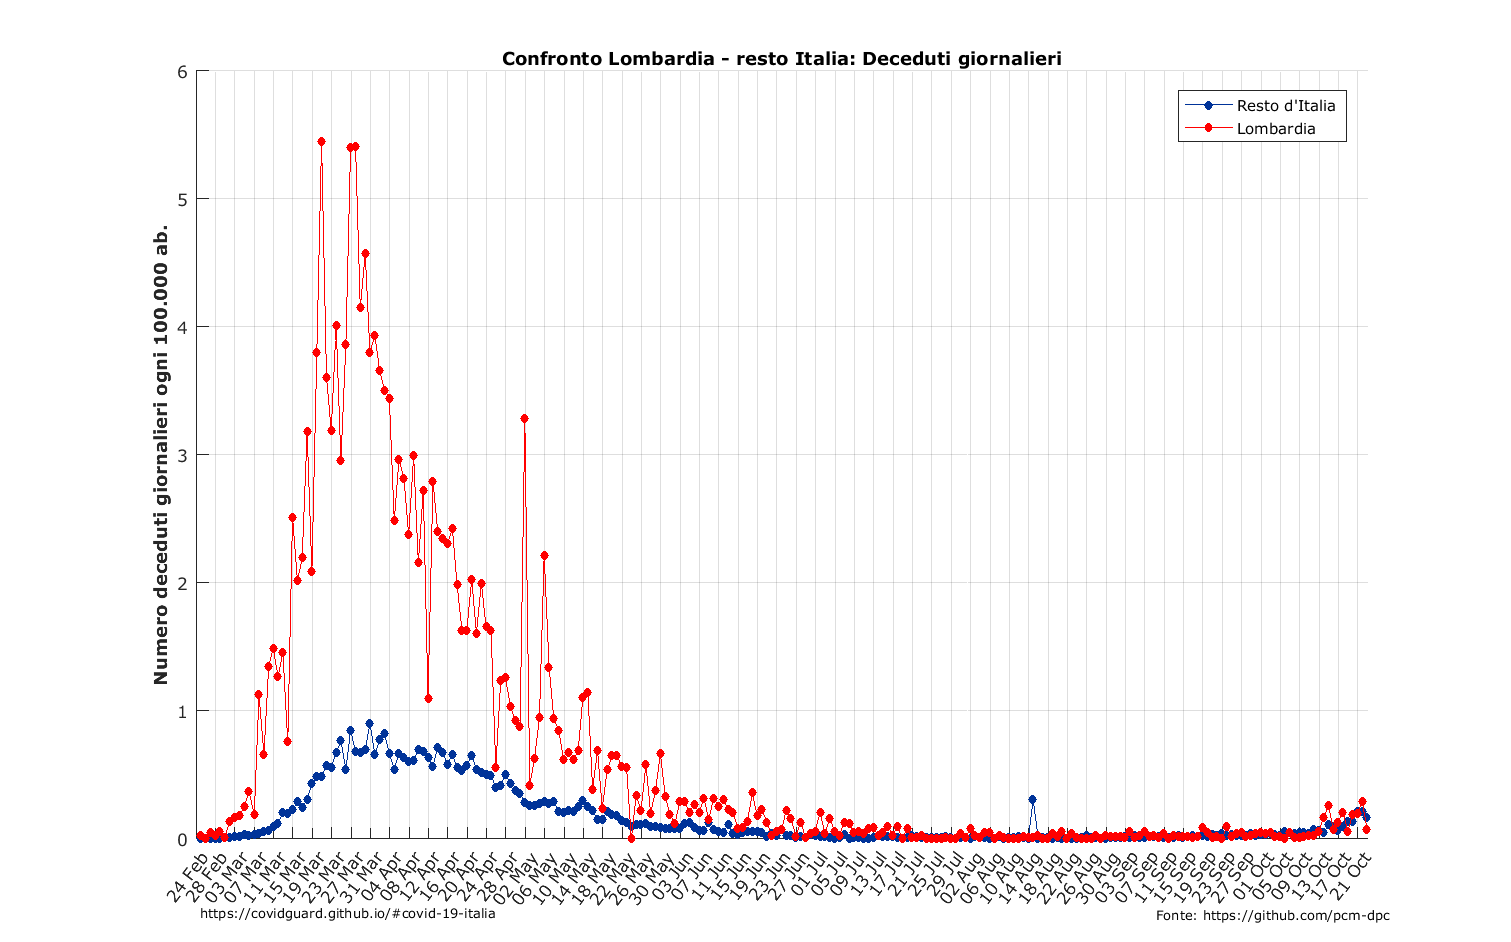 Confronto Lombardia - resto Italia: Deceduti giornalieri
Resto d'Italia
Lombardia
Numero deceduti giornalieri ogni 100.000 ab.
6
5
4
3
2
1
0
24 Feb
28 Feb
03 Mar
07 Mar
11 Mar
15 Mar
19 Mar
23 Mar
27 Mar
31 Mar
04 Apr
08 Apr
12 Apr
16 Apr
20 Apr
24 Apr
28 Apr
02 May
06 May
10 May
14 May
18 May
22 May
26 May
30 May
03 Jun
07 Jun
11 Jun
15 Jun
19 Jun
23 Jun
27 Jun
01 Jul
05 Jul
09 Jul
13 Jul
17 Jul
21 Jul
25 Jul
29 Jul
02 Aug
06 Aug
10 Aug
14 Aug
18 Aug
22 Aug
26 Aug
30 Aug
03 Sep
07 Sep
11 Sep
15 Sep
19 Sep
23 Sep
27 Sep
01 Oct
05 Oct
09 Oct
13 Oct
17 Oct
21 Oct
https://covidguard.github.io/#covid-19-italia
Fonte: https://github.com/pcm-dpc